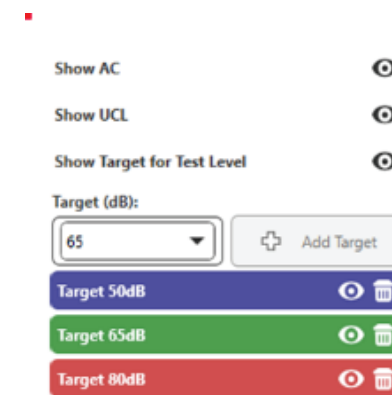 Show AC
Show UCL
Show Target for Test Level
Target (dB):
65
Add Target
Target 50dB
Target 65dB
Target 80dB